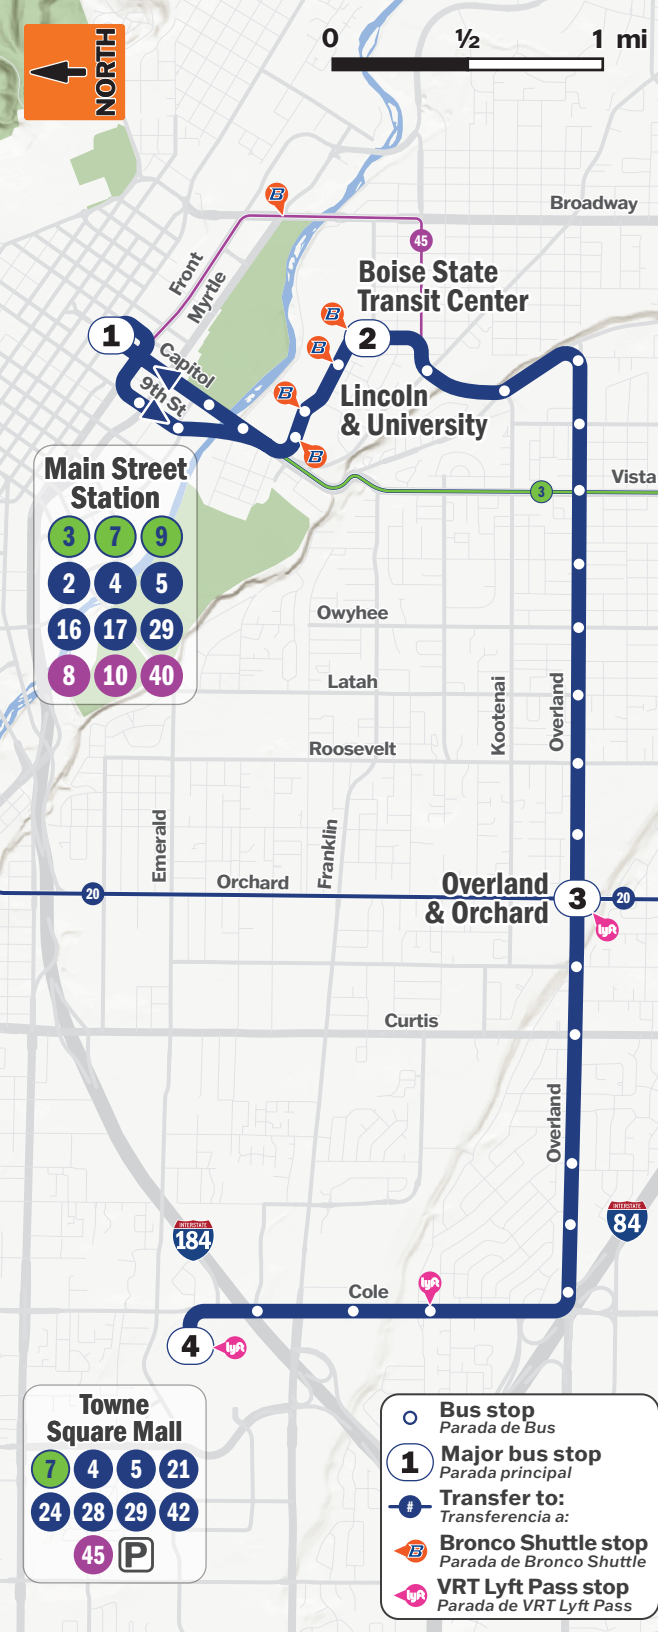 NORTH
0 ½ 1 mi
Broadway
B
45
Front
Myrtle
Boise State
Transit Center
1
B
2
B
Capitol
9th St
B
Lincoln
& University
B
Main Street
Station
3 7 9
2 4 5
16 17 29
8 10 40
Vista
3
Owyhee
Latah
Kootenai
Overland
Roosevelt
Emerald
Franklin
Orchard
20
Overland
& Orchard
3
20
lyft
Curtis
Overland
INTERSTATE
184
INTERSTATE
84
lyft
Cole
4
lyft
Towne
Square Mall
7 4 5 21
24 28 29 42
45 P
Bus stop
Parada de Bus
1 Major bus stop
Parada principal
# Transfer to:
Transferencia a:
B Bronco Shuttle stop
Parada de Bronco Shuttle
lyft VRT Lyft Pass stop
Parada de VRT Lyft Pass